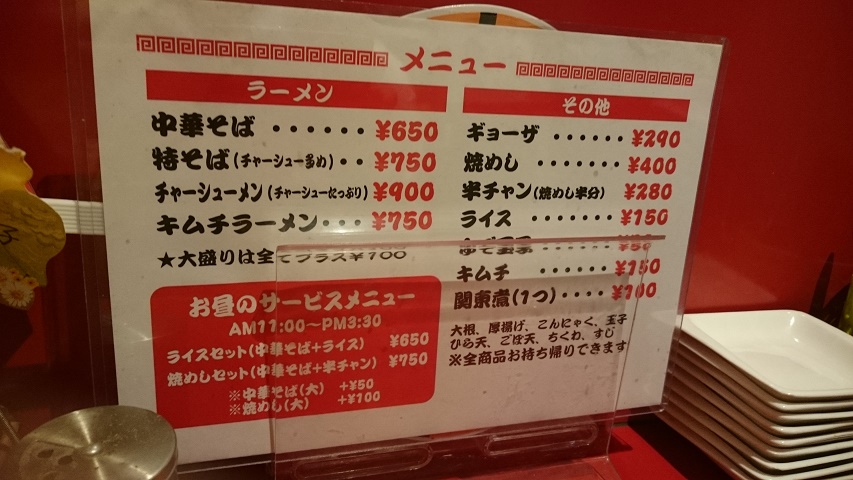 メニュー
ラーメン
中華そば ・・・・・・ ¥650
特そば(チャーシュー多め)・・ ¥750
チャーシューメン(チャーシューたっぷり) ¥900
キムチラーメン・・・ ¥750
★大盛りは全てプラス¥100
お昼のサービスメニュー
AM11:00〜PM3:30
ライスセット(中華そば+ライス) ¥650
焼めしセット(中華そば+半チャン) ¥750
※中華そば(大) +¥50
※焼めし(大) +¥100
その他
ギョーザ ・・・・・・ ¥290
焼めし ・・・・・・・ ¥400
半チャン(焼めし半分) ¥280
ライス ・・・・・・・ ¥150
キムチ ・・・・・・ ¥150
関東煮(1つ)・・・・ ¥100
大根、厚揚げ、こんにゃく、玉子
ひら天、ごぼ天、ちくわ、すじ
※全商品お持ち帰りできます